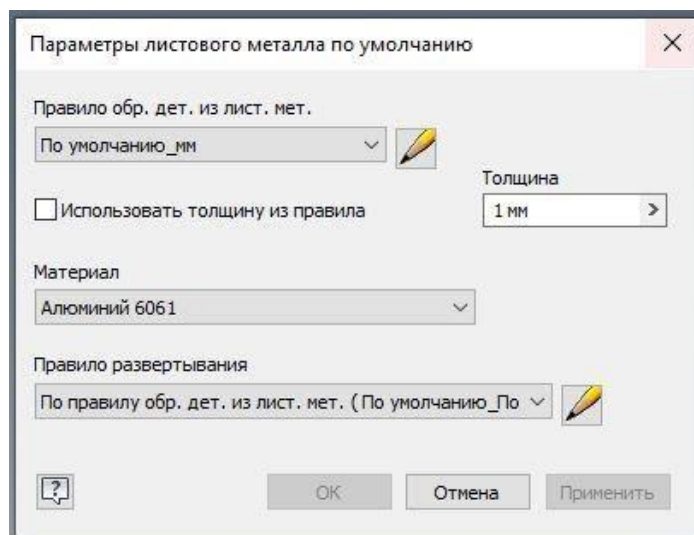 Параметры листового металла по умолчанию
Правило обр. дет. из лист. мет.
По умолчанию_мм
Толщина
Использовать толщину из правила
1 мм
Материал
Алюминий 6061
Правило развертывания
По правилу обр. дет. из лист. мет. (По умолчанию_По
ОК
Отмена
Применить